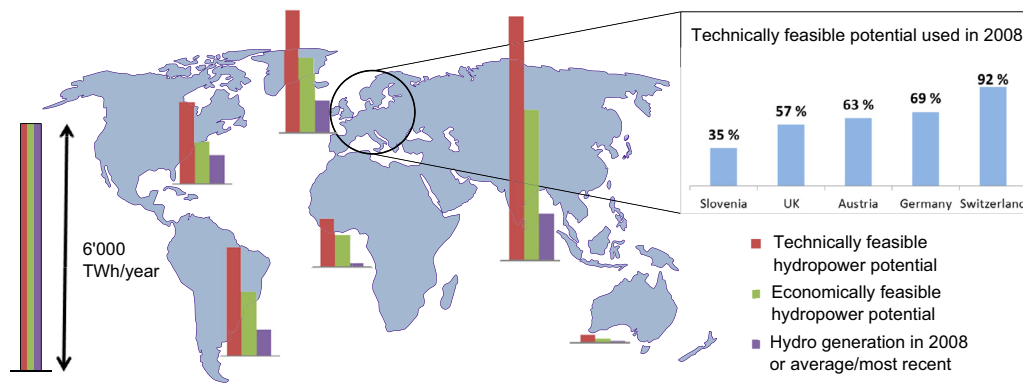 Technically feasible potential used in 2008
35 %
57 %
63 %
69 %
92 %
Slovenia
UK
Austria
Germany
Switzerland
6'000
TWh/year
Technically feasible
hydropower potential
Economically feasible
hydropower potential
Hydro generation in 2008
or average/most recent